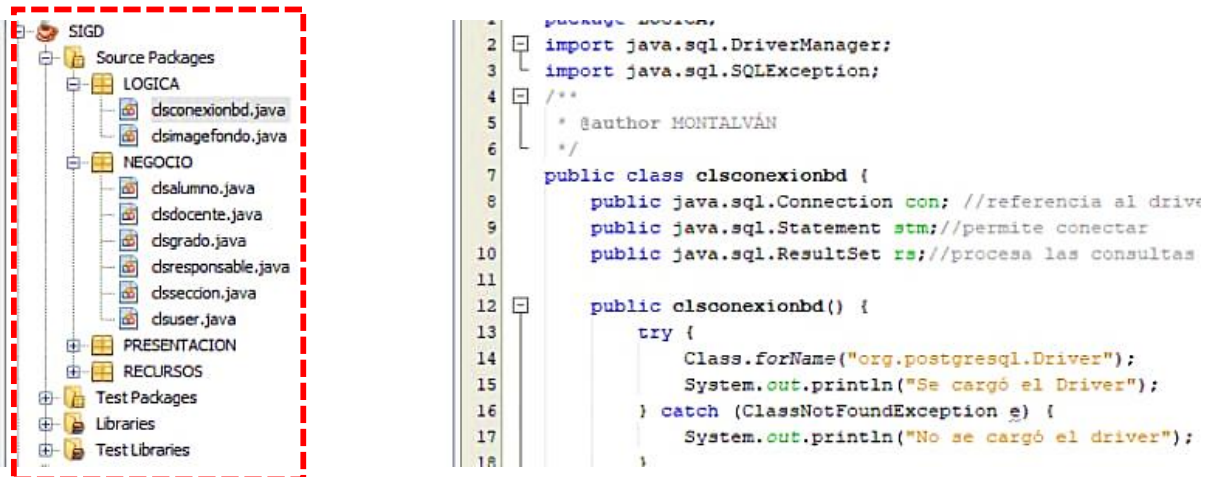 SIGD
Source Packages
LOGICA
clsconexionbd.java
clsimagefondo.java
NEGOCIO
clsalumno.java
clsdocente.java
clsgrado.java
clsresponsable.java
clsseccion.java
clsuser.java
PRESENTACION
RECURSOS
Test Packages
Libraries
Test Libraries
1 package LOGICA;
2 import java.sql.DriverManager;
3 import java.sql.SQLException;
4 /**
5 * @author MONTALVÁN
6 */
7 public class clsconexionbd {
8 public java.sql.Connection con; //referencia al drive
9 public java.sql.Statement stm;//permite conectar
10 public java.sql.ResultSet rs;//procesa las consultas
11
12 public clsconexionbd() {
13 try {
14 Class.forName("org.postgresql.Driver");
15 System.out.println("Se cargó el Driver");
16 } catch (ClassNotFoundException e) {
17 System.out.println("No se cargó el driver");
18 }